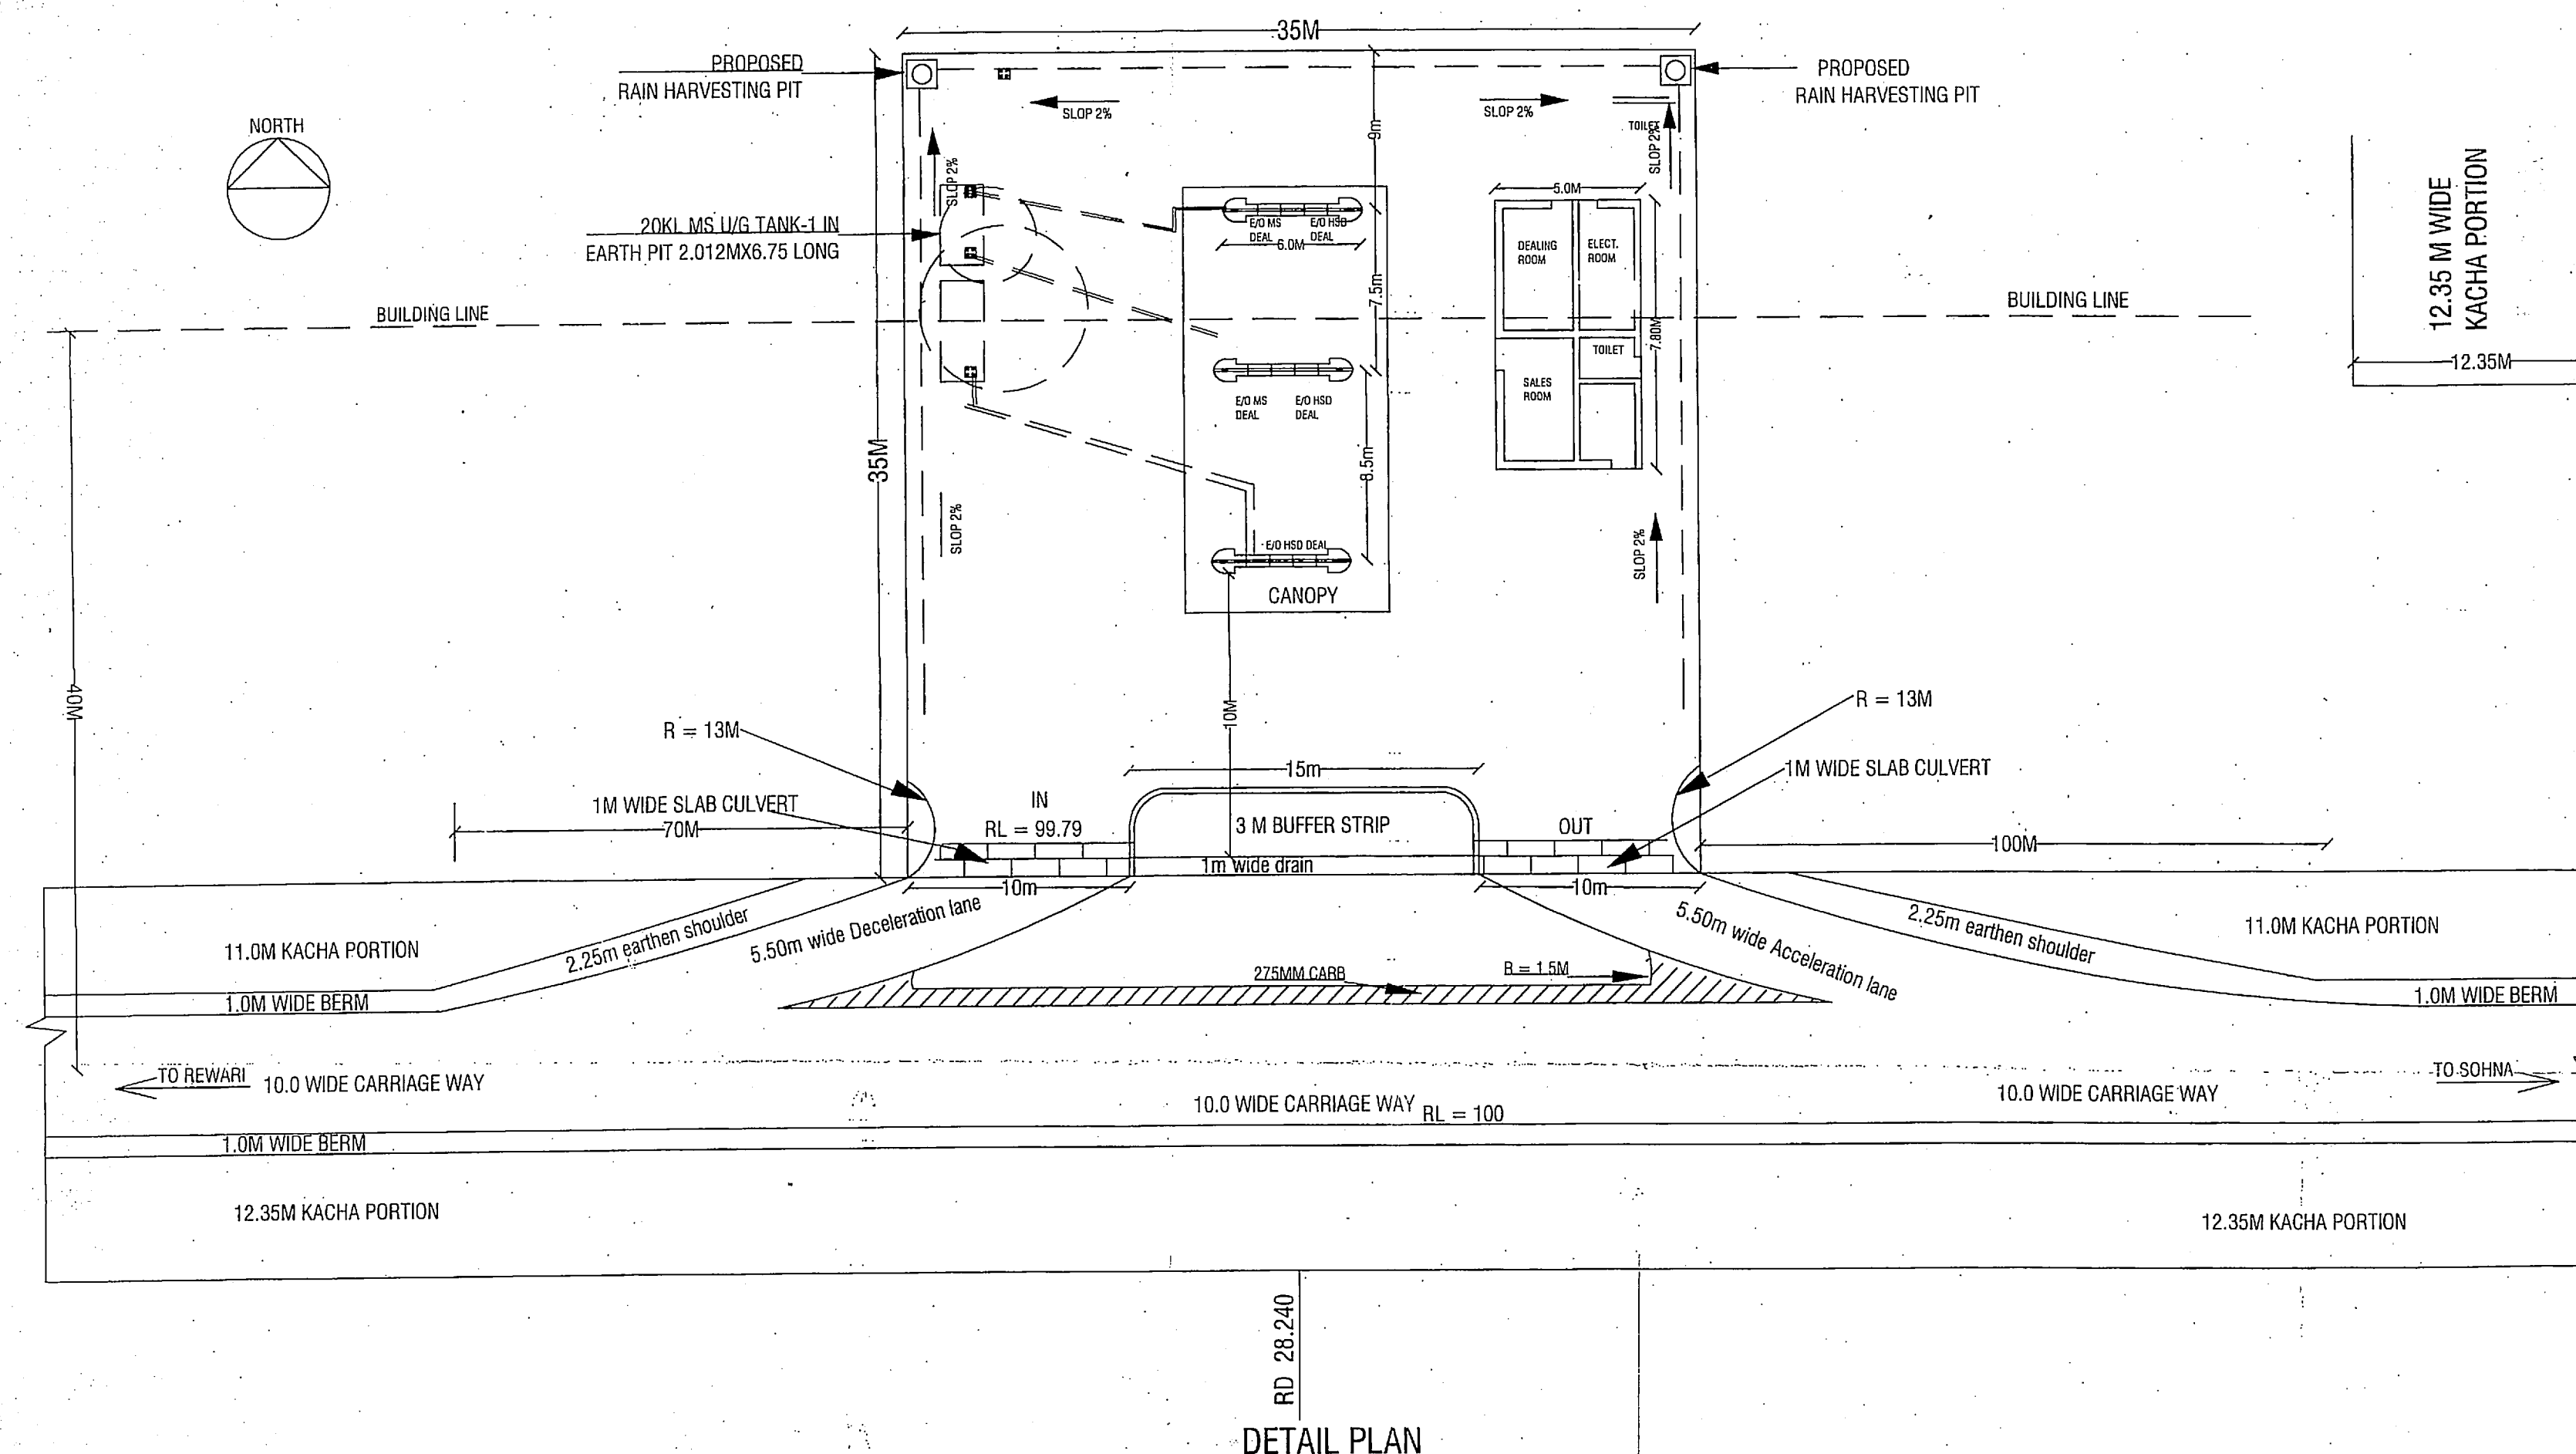 35M
PROPOSED
RAIN HARVESTING PIT
PROPOSED
RAIN HARVESTING PIT
SLOP 2%
SLOP 2%
NORTH
9m
TOILET
SLOP 2%
SLOP 2%
12.35 M WIDE
KACHA PORTION
5.0M
20KL MS U/G TANK-1 IN
EARTH PIT 2.012MX6.75 LONG
E/O MS
DEAL
E/O HSD
DEAL
6.0M
DEALING
ROOM
ELECT.
ROOM
7.5m
BUILDING LINE
BUILDING LINE
7.80M
TOILET
12.35M
SALES
ROOM
E/O MS
DEAL
E/O HSD
DEAL
35M
8.5m
SLOP 2%
SLOP 2%
E/O HSD DEAL
CANOPY
40M
10M
R = 13M
R = 13M
15m
1M WIDE SLAB CULVERT
1M WIDE SLAB CULVERT
70M
IN
RL = 99.79
3 M BUFFER STRIP
OUT
100M
1m wide drain
10m
10m
11.0M KACHA PORTION
2.25m earthen shoulder
5.50m wide Deceleration lane
5.50m wide Acceleration lane
2.25m earthen shoulder
11.0M KACHA PORTION
275MM CARB
R = 1.5M
1.0M WIDE BERM
1.0M WIDE BERM
TO REWARI
10.0 WIDE CARRIAGE WAY
10.0 WIDE CARRIAGE WAY
RL = 100
10.0 WIDE CARRIAGE WAY
TO SOHNA
1.0M WIDE BERM
12.35M KACHA PORTION
12.35M KACHA PORTION
RD 28.240
DETAIL PLAN